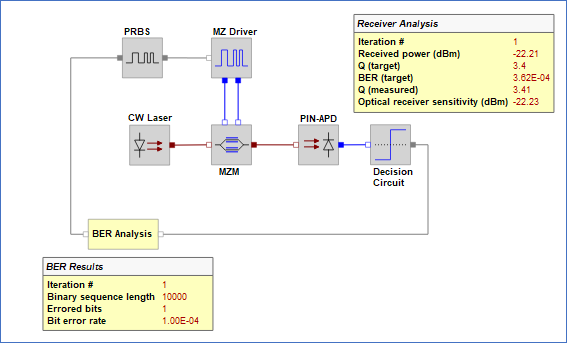 PRBS
MZ Driver
CW Laser
MZM
PIN-APD
Decision
Circuit
BER Analysis
Receiver Analysis
Iteration # 1
Received power (dBm) -22.21
Q (target) 3.4
BER (target) 3.62E-04
Q (measured) 3.41
Optical receiver sensitivity (dBm) -22.23
BER Results
Iteration # 1
Binary sequence length 10000
Errored bits 1
Bit error rate 1.00E-04